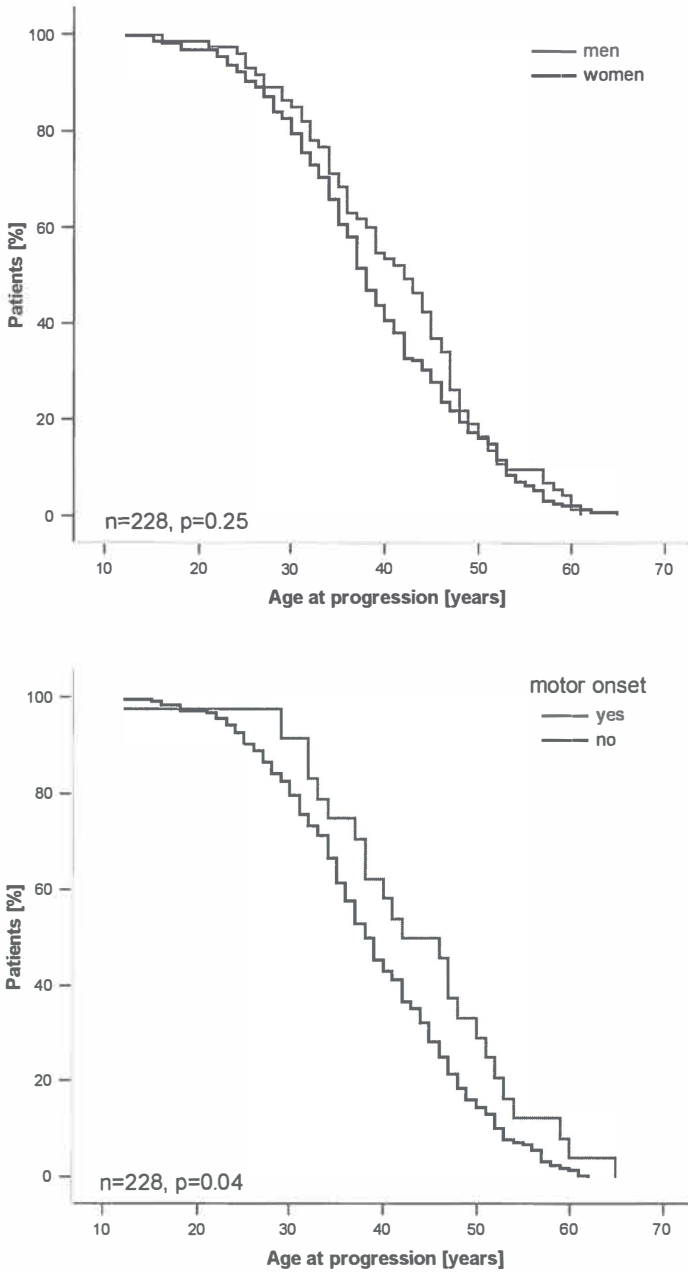 100
80
60
40
20
0
Patients [%]
men
women
n=228, p=0.25
10 20 30 40 50 60 70
Age at progression [years]
100
80
60
40
20
0
Patients [%]
motor onset
yes
no
n=228, p=0.04
10 20 30 40 50 60 70
Age at progression [years]